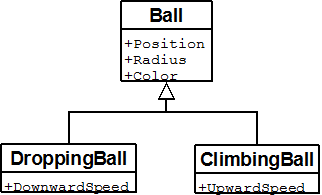 Ball
+Position
+Radius
+Color
DroppingBall
+DownwardSpeed
ClimbingBall
+UpwardSpeed